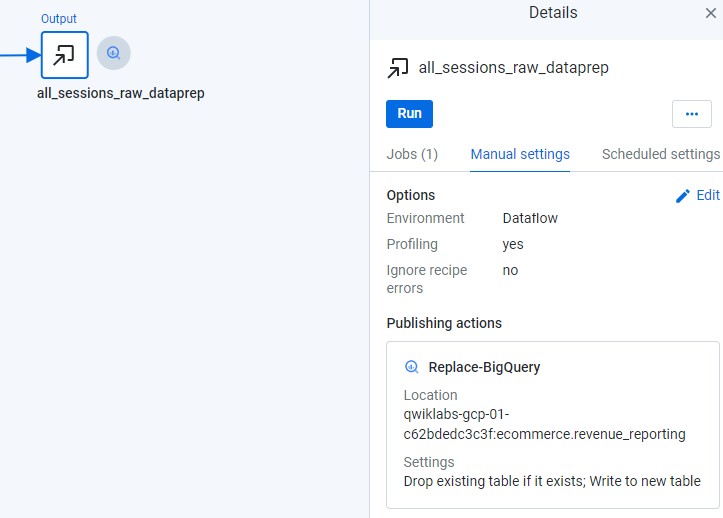 Output
all_sessions_raw_dataprep
Details
all_sessions_raw_dataprep
Run
Jobs (1) Manual settings Scheduled settings
Options Edit
Environment Dataflow
Profiling yes
Ignore recipe no
errors
Publishing actions
Replace-BigQuery
Location
qwiklabs-gcp-01-
c62bdedc3c3f:ecommerce.revenue_reporting
Settings
Drop existing table if it exists; Write to new table